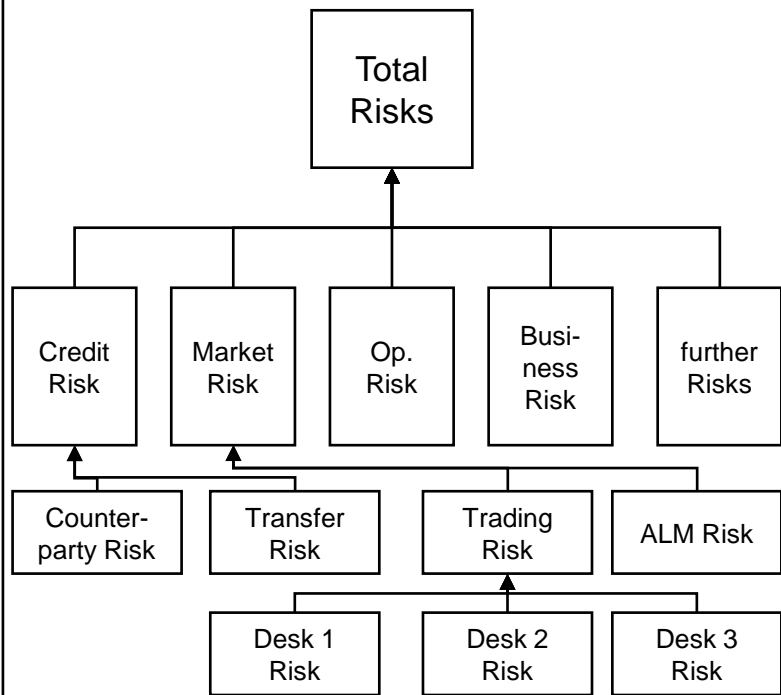 Total
Risks
Credit
Risk
Market
Risk
Op.
Risk
Busi-
ness
Risk
further
Risks
Counter-
party Risk
Transfer
Risk
Trading
Risk
ALM Risk
Desk 1
Risk
Desk 2
Risk
Desk 3
Risk